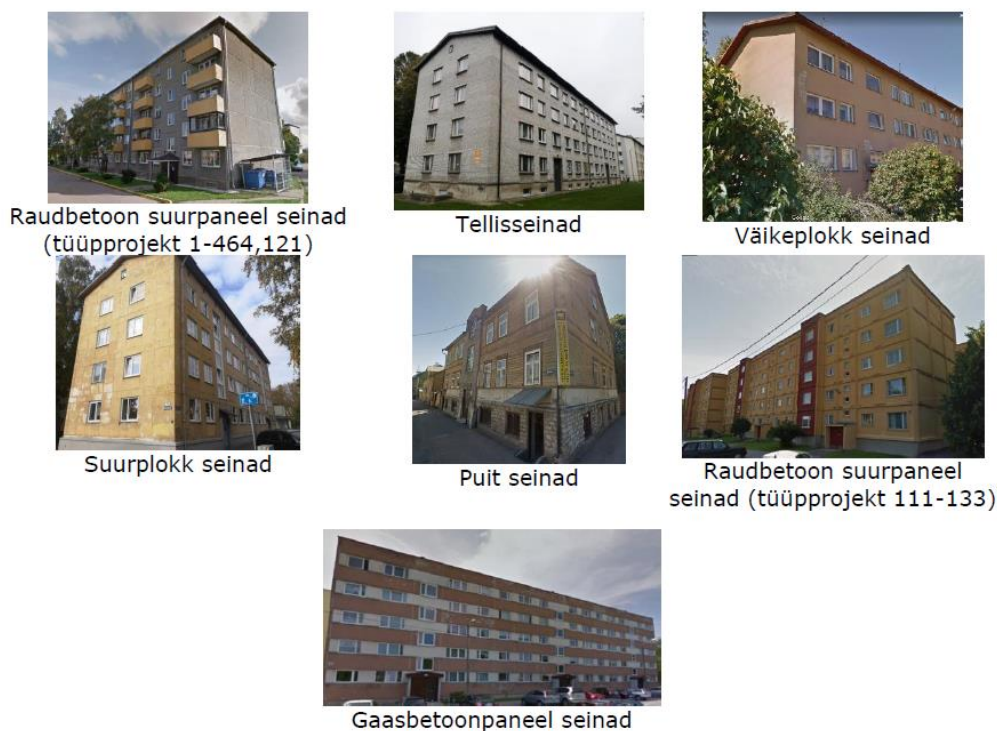 Raudbetoon suurpaneel seinad
(tüüpprojekt 1-464,121)
Tellisseinad
Väikeplokk seinad
Suurplokk seinad
Puit seinad
Raudbetoon suurpaneel
seinad (tüüpprojekt 111-133)
Gaasbetoonpaneel seinad